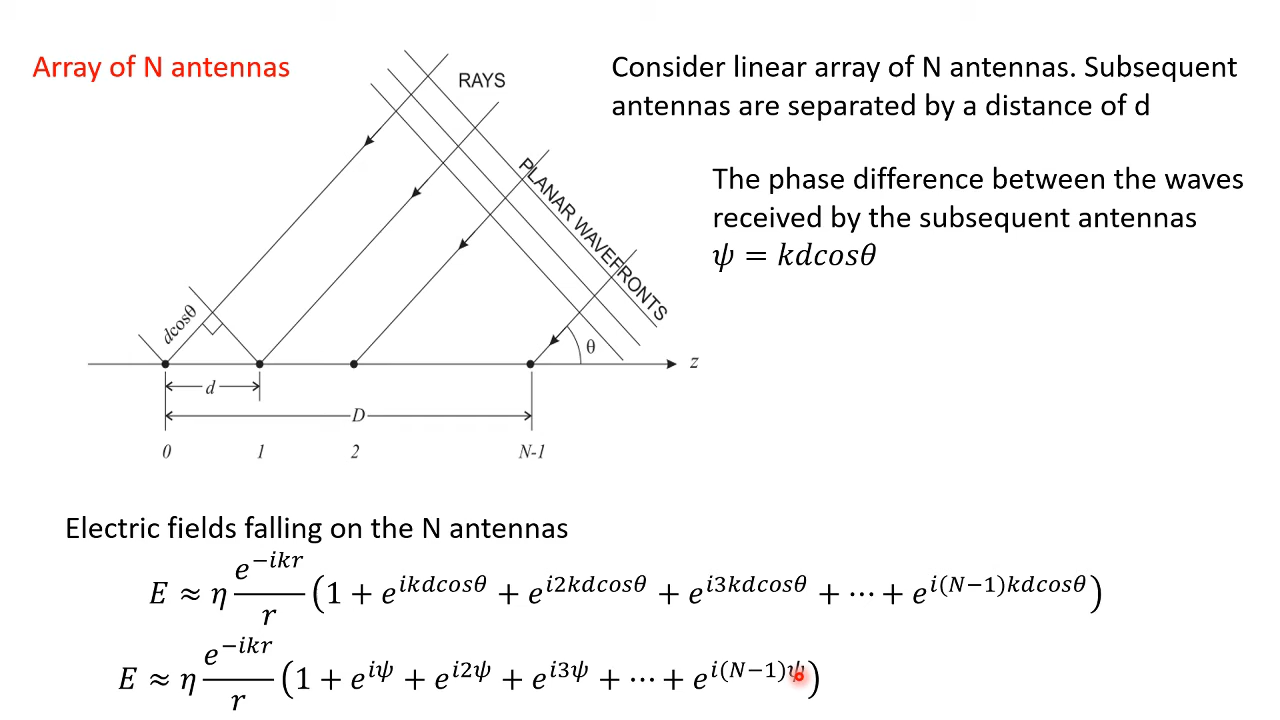 Array of N antennas
Consider linear array of N antennas. Subsequent
antennas are separated by a distance of d
RAYS
PLANAR WAVEFRONTS
The phase difference between the waves
received by the subsequent antennas
ψ = kdcosθ
dcosθ
θ
z
d
D
0 1 2 N-1
Electric fields falling on the N antennas
E ≈ η e^{-ikr}/r (1 + e^{ikdcosθ} + e^{i2kdcosθ} + e^{i3kdcosθ} + ⋯ + e^{i(N−1)kdcosθ})
E ≈ η e^{-ikr}/r (1 + e^{iψ} + e^{i2ψ} + e^{i3ψ} + ⋯ + e^{i(N−1)ψ})